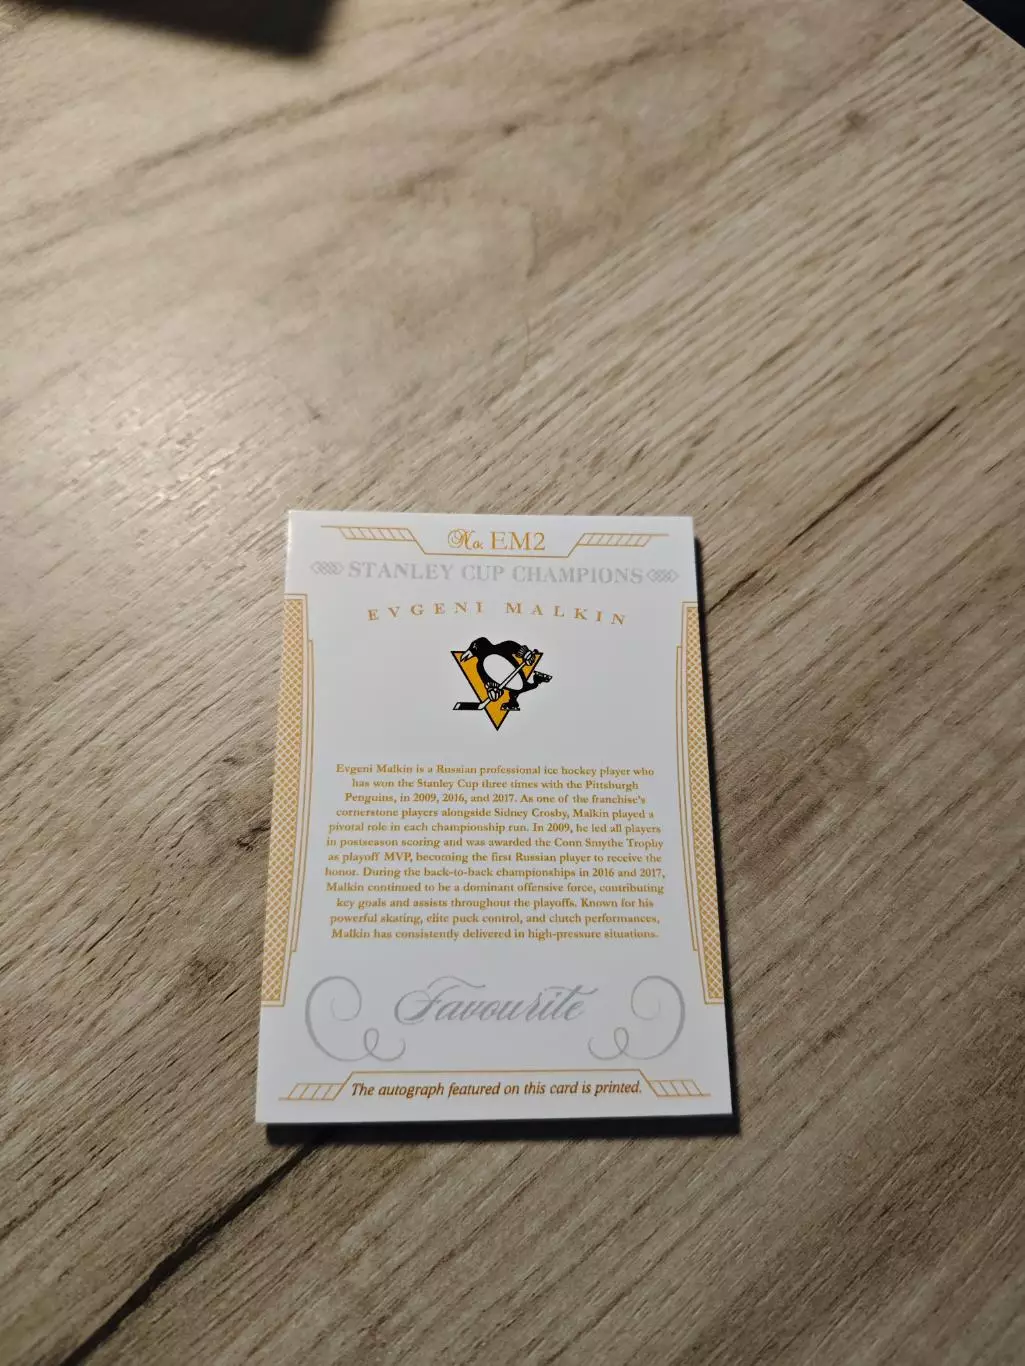 No. EM2
STANLEY CUP CHAMPIONS
EVGENI MALKIN
Evgeni Malkin is a Russian professional ice hockey player who
has won the Stanley Cup three times with the Pittsburgh
Penguins, in 2009, 2016, and 2017. As one of the franchise's
cornerstone players alongside Sidney Crosby, Malkin played a
pivotal role in each championship run. In 2009, he led all players
in postseason scoring and was awarded the Conn Smythe Trophy
as playoff MVP, becoming the first Russian player to receive the
honor. During the back-to-back championships in 2016 and 2017,
Malkin continued to be a dominant offensive force, contributing
key goals and assists throughout the playoffs. Known for his
powerful skating, elite puck control, and clutch performances,
Malkin has consistently delivered in high-pressure situations.
Favourite
The autograph featured on this card is printed.